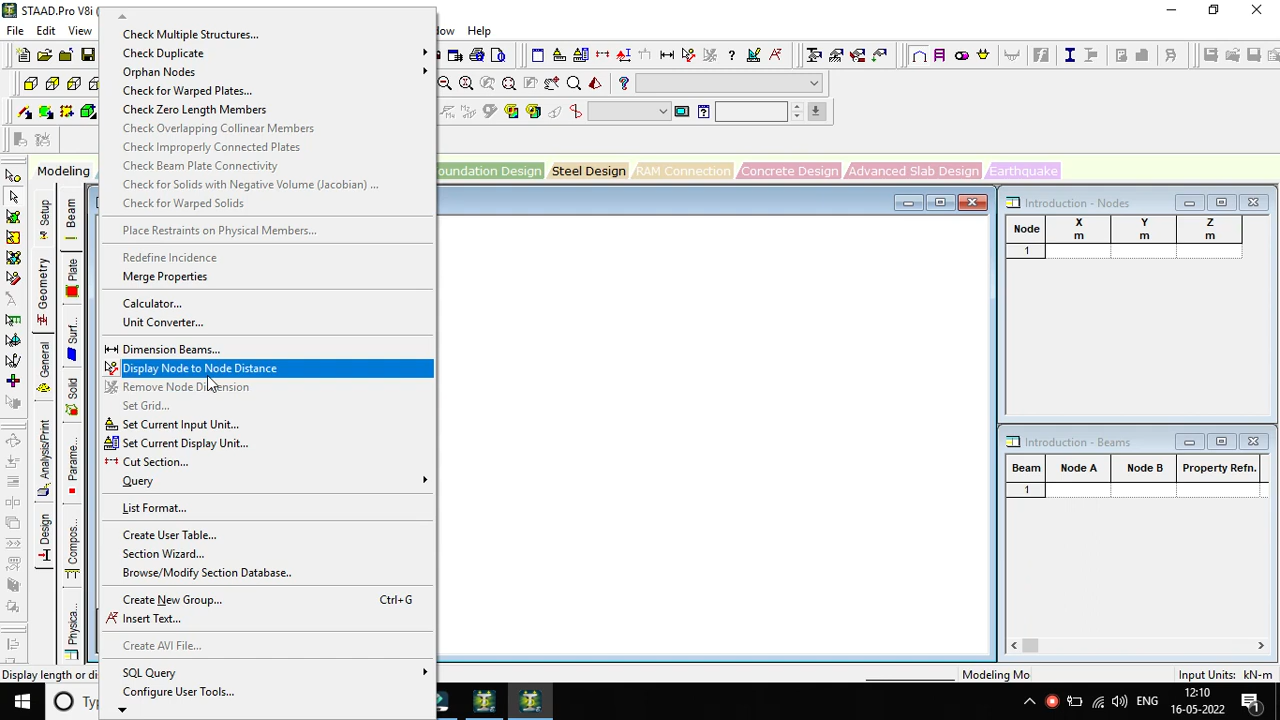 STAAD.Pro V8i
File Edit View
Help
Check Multiple Structures...
Check Duplicate
Orphan Nodes
Check for Warped Plates...
Check Zero Length Members
Check Overlapping Collinear Members
Check Improperly Connected Plates
Check Beam Plate Connectivity
Check for Solids with Negative Volume (Jacobian) ...
Check for Warped Solids
Place Restraints on Physical Members...
Redefine Incidence
Merge Properties
Calculator...
Unit Converter...
Dimension Beams...
Display Node to Node Distance
Remove Node Dimension
Set Grid...
Set Current Input Unit...
Set Current Display Unit...
Cut Section...
Query
List Format...
Create User Table...
Section Wizard...
Browse/Modify Section Database..
Create New Group... Ctrl+G
Insert Text...
Create AVI File...
SQL Query
Configure User Tools...
Modeling
oundation Design Steel Design RAM Connection Concrete Design Advanced Slab Design Earthquake
Setup
Geometry
General
Analysis/Print
Design
Beam
Plate
Surf...
Solid
Parame...
Compos...
Physica...
Introduction - Nodes
Node X m Y m Z m
1
Introduction - Beams
Beam Node A Node B Property Refn.
1
Display length or di
Modeling Mo
Input Units: kN-m
ENG
12:10
16-05-2022